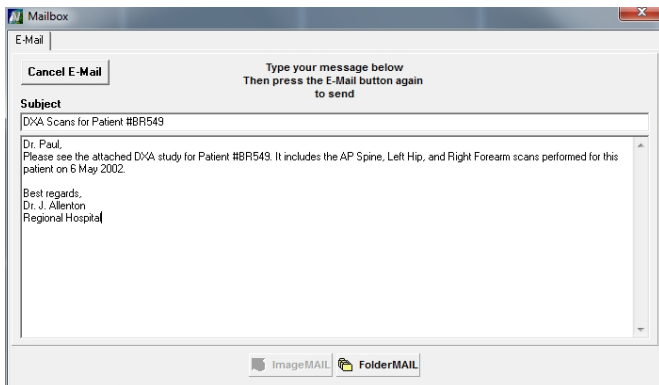 Mailbox
E-Mail
Cancel E-Mail
Type your message below
Then press the E-Mail button again
to send
Subject
DXA Scans for Patient #BR549
Dr. Paul,
Please see the attached DXA study for Patient #BR549. It includes the AP Spine, Left Hip, and Right Forearm scans performed for this
patient on 6 May 2002.
Best regards,
Dr. J. Allenton
Regional Hospital
ImageMAIL
FolderMAIL